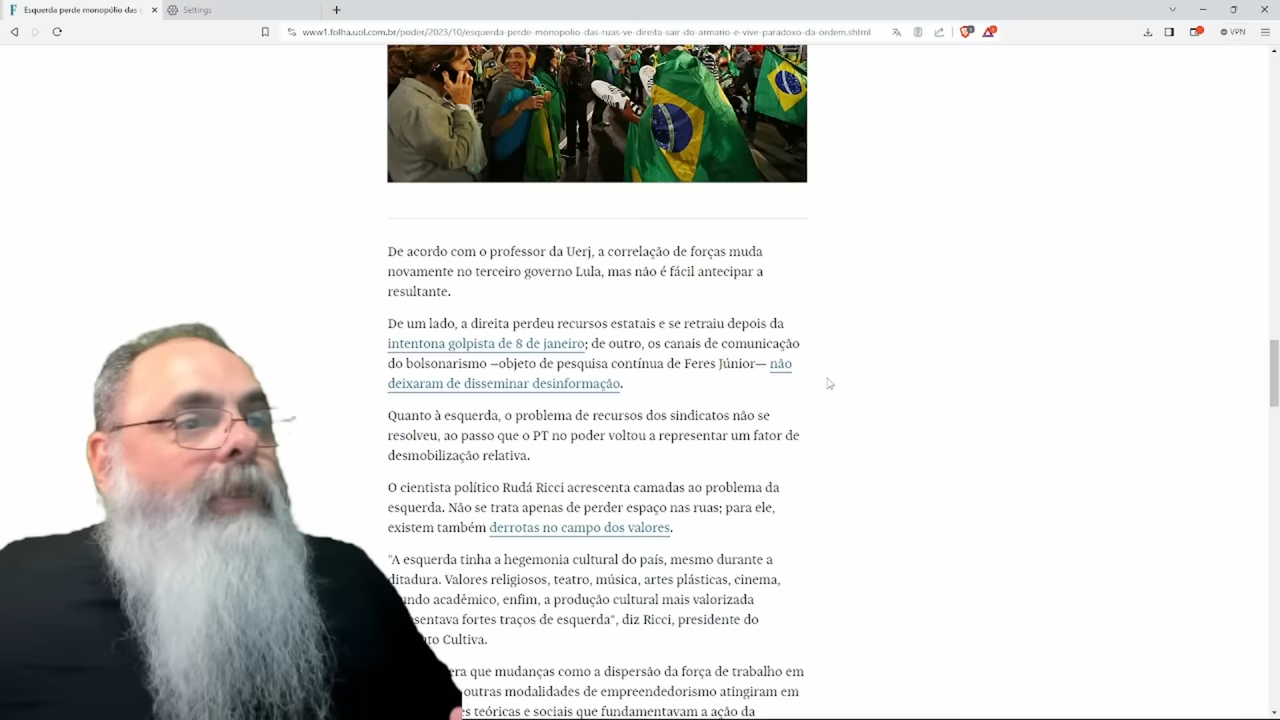 Esquerda perde monopólio das
Settings
www1.folha.uol.com.br/poder/2023/10/esquerda-perde-monopolio-das-ruas-ve-direita-sair-do-armario-e-vive-paradoxo-da-ordem.shtml
VPN
De acordo com o professor da Uerj, a correlação de forças muda
novamente no terceiro governo Lula, mas não é fácil antecipar a
resultante.
De um lado, a direita perdeu recursos estatais e se retraiu depois da
intentona golpista de 8 de janeiro; de outro, os canais de comunicação
do bolsonarismo –objeto de pesquisa contínua de Feres Júnior— não
deixaram de disseminar desinformação.
Quanto à esquerda, o problema de recursos dos sindicatos não se
resolveu, ao passo que o PT no poder voltou a representar um fator de
desmobilização relativa.
O cientista político Rudá Ricci acrescenta camadas ao problema da
esquerda. Não se trata apenas de perder espaço nas ruas; para ele,
existem também derrotas no campo dos valores.
"A esquerda tinha a hegemonia cultural do país, mesmo durante a
ditadura. Valores religiosos, teatro, música, artes plásticas, cinema,
acadêmico, enfim, a produção cultural mais valorizada
fortes traços de esquerda", diz Ricci, presidente do
Cultiva.
que mudanças como a dispersão da força de trabalho em
outras modalidades de empreendedorismo atingiram em
teóricas e sociais que fundamentavam a ação da